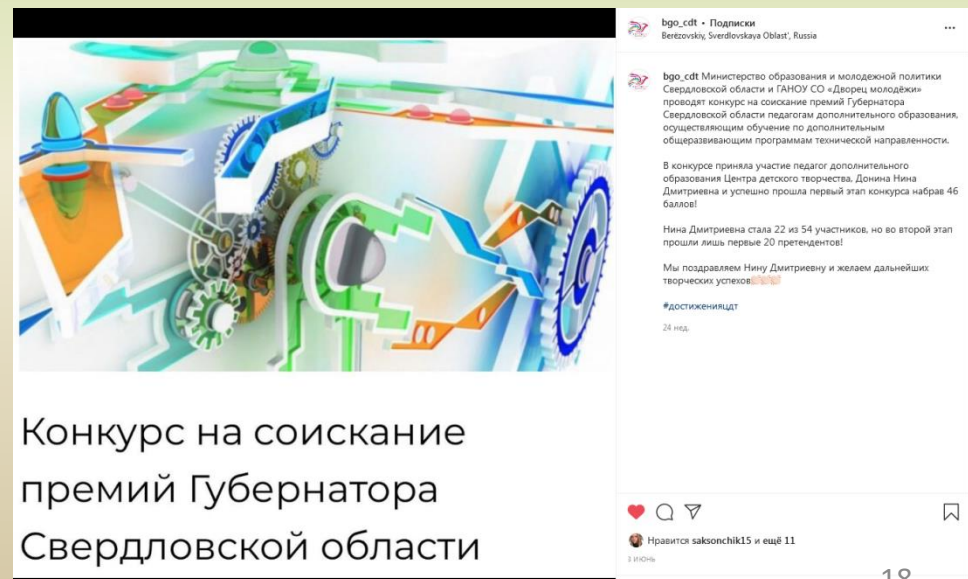 Конкурс на соискание
премий Губернатора
Свердловской области
bgo_cdt • Подписки
Berëzovskiy, Sverdlovskaya Oblast', Russia
bgo_cdt Министерство образования и молодежной политики
Свердловской области и ГАНОУ СО «Дворец молодёжи»
проводят конкурс на соискание премий Губернатора
Свердловской области педагогам дополнительного образования,
осуществляющим обучение по дополнительным
общеразвивающим программам технической направленности.
В конкурсе приняла участие педагог дополнительного
образования Центра детского творчества, Донина Нина
Дмитриевна и успешно прошла первый этап конкурса набрав 46
баллов!
Нина Дмитриевна стала 22 из 54 участников, но во второй этап
прошли лишь первые 20 претендентов!
Мы поздравляем Нину Дмитриевну и желаем дальнейших
творческих успехов
#достиженияцдт
24 нед.
Нравится saksonchik15 и ещё 11
18